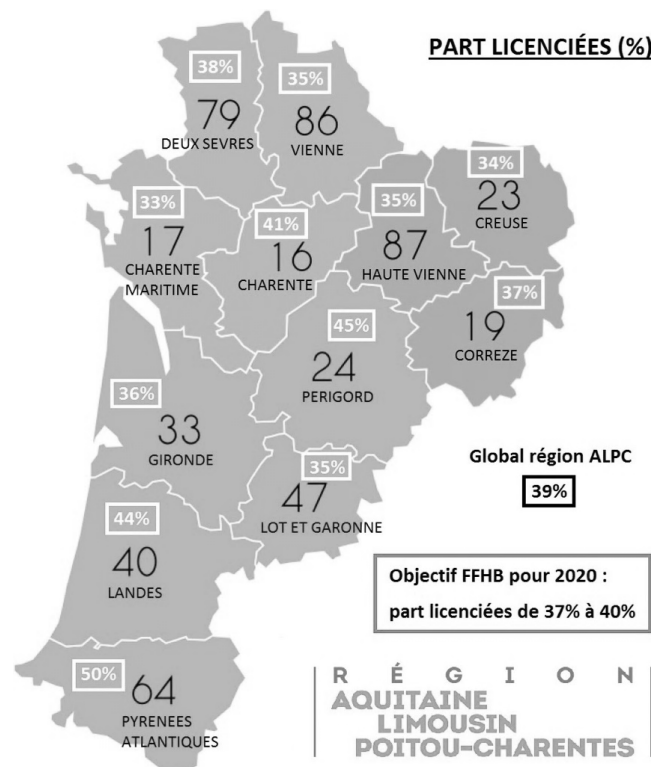 PART LICENCIÉES (%)
38%
79
DEUX SEVRES
35%
86
VIENNE
34%
23
CREUSE
33%
17
CHARENTE
MARITIME
41%
16
CHARENTE
35%
87
HAUTE VIENNE
37%
19
CORREZE
45%
24
PERIGORD
36%
33
GIRONDE
35%
47
LOT ET GARONNE
44%
40
LANDES
50%
64
PYRENEES
ATLANTIQUES
Global région ALPC
39%
Objectif FFHB pour 2020 :
part licenciées de 37% à 40%
RÉGION
AQUITAINE
LIMOUSIN
POITOU-CHARENTES